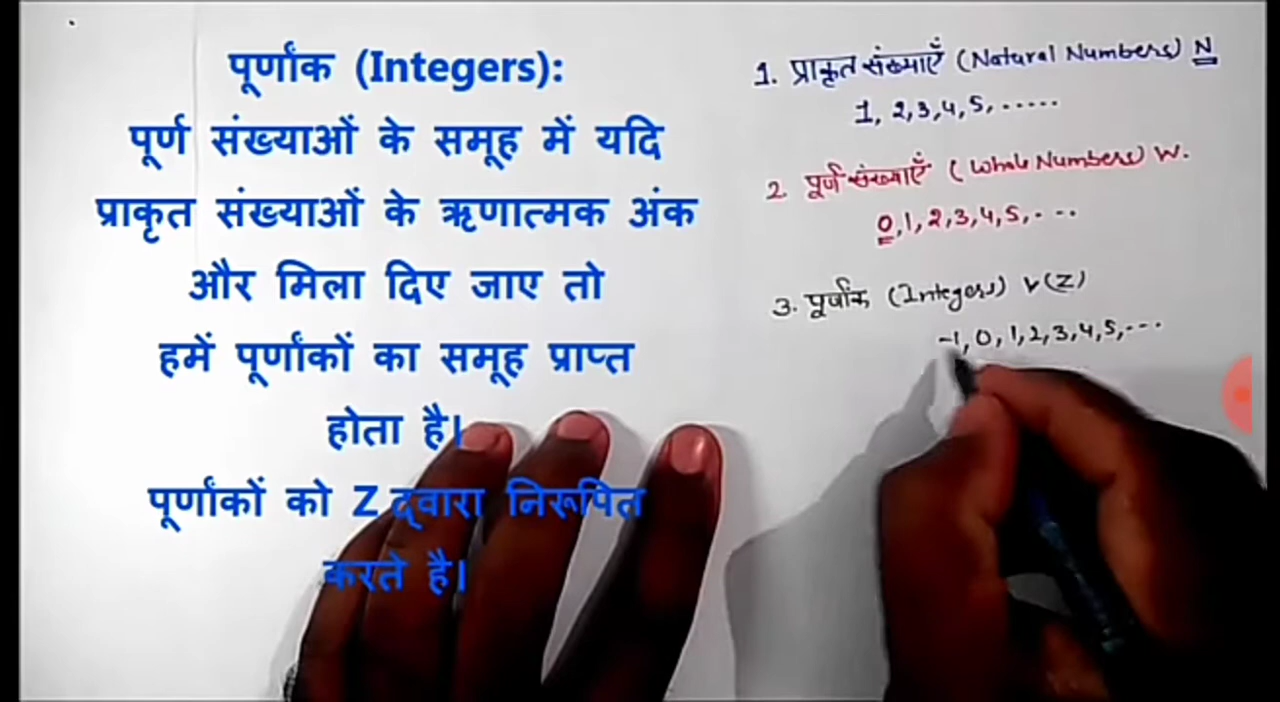 पूर्णांक (Integers):
पूर्ण संख्याओं के समूह में यदि
प्राकृत संख्याओं के ऋणात्मक अंक
और मिला दिए जाए तो
हमें पूर्णांकों का समूह प्राप्त
होता है।
पूर्णांकों को Z द्वारा निरूपित
करते है।
1. प्राकृत संख्याएँ (Natural Numbers) N
1, 2, 3, 4, 5, ......
2. पूर्ण संख्याएँ (Whole Numbers) W.
0, 1, 2, 3, 4, 5, ...
3. पूर्णांक (Integers) (Z)
-1, 0, 1, 2, 3, 4, 5, ...